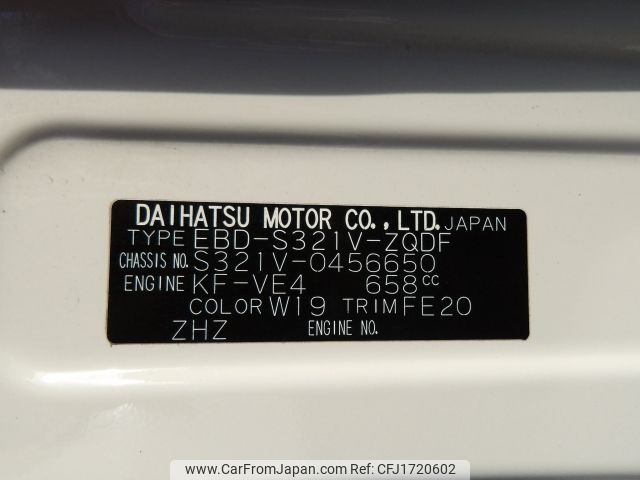 DAIHATSU MOTOR CO.,LTD. JAPAN
TYPE EBD-S321V-ZQDF
CHASSIS NO. S321V-0456650
ENGINE KF-VE4 658CC
COLOR W19 TRIM FE20
ZHZ ENGINE NO.
www.CarFromJapan.com | REF CFJ1720602